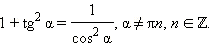 1 + tg² α = 1/cos² α, α ≠ πn, n ∈ ℤ.